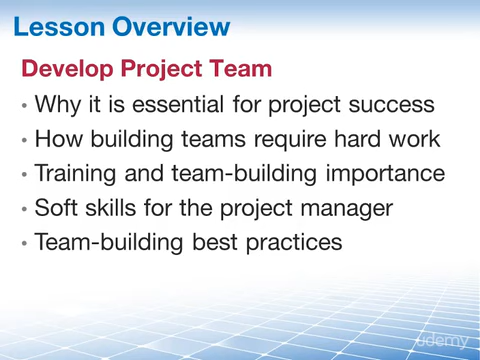 Lesson Overview
Develop Project Team
• Why it is essential for project success
• How building teams require hard work
• Training and team-building importance
• Soft skills for the project manager
• Team-building best practices
udemy